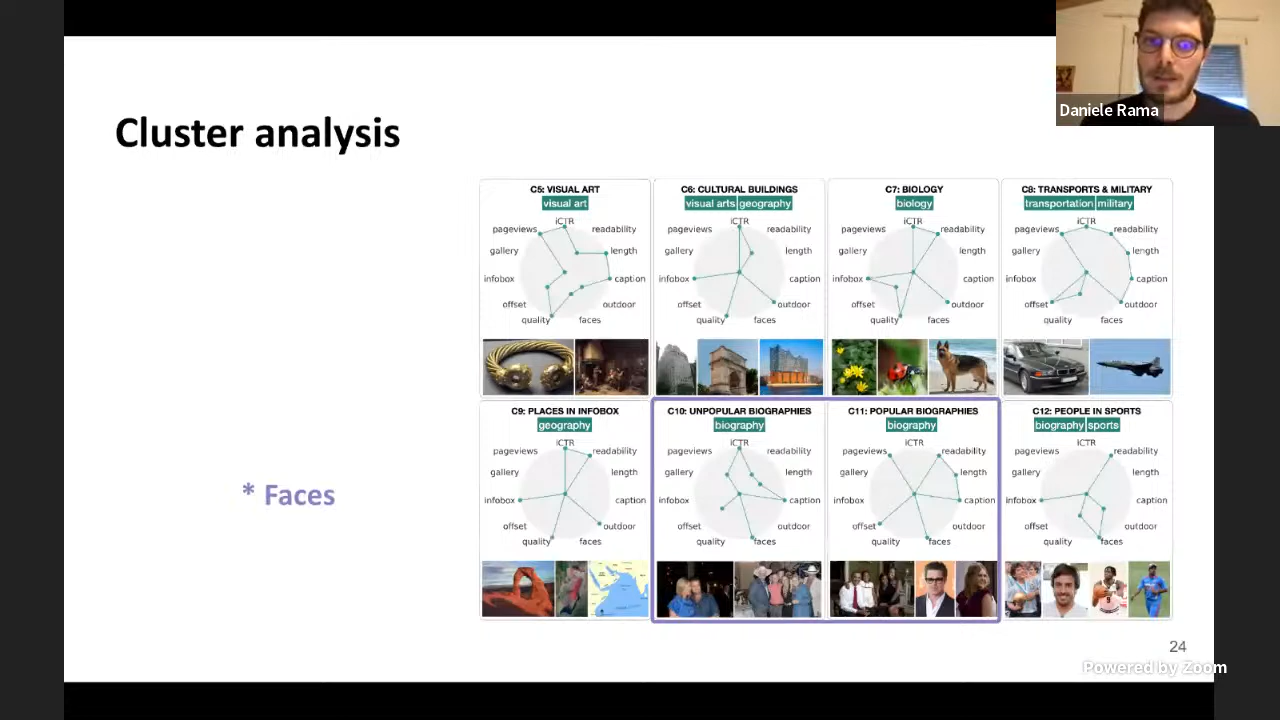 Daniele Rama
Cluster analysis
C5: VISUAL ART
visual art
iCTR
pageviews
readability
gallery
length
infobox
caption
offset
outdoor
quality
faces
C6: CULTURAL BUILDINGS
visual arts geography
iCTR
pageviews
readability
gallery
length
infobox
caption
offset
outdoor
quality
faces
C7: BIOLOGY
biology
iCTR
pageviews
readability
gallery
length
infobox
caption
offset
outdoor
quality
faces
C8: TRANSPORTS & MILITARY
transportation military
iCTR
pageviews
readability
gallery
length
infobox
caption
offset
outdoor
quality
faces
C9: PLACES IN INFOBOX
geography
iCTR
pageviews
readability
gallery
length
infobox
caption
offset
outdoor
quality
faces
C10: UNPOPULAR BIOGRAPHIES
biography
iCTR
pageviews
readability
gallery
length
infobox
caption
offset
outdoor
quality
faces
C11: POPULAR BIOGRAPHIES
biography
iCTR
pageviews
readability
gallery
length
infobox
caption
offset
outdoor
quality
faces
C12: PEOPLE IN SPORTS
biography sports
iCTR
pageviews
readability
gallery
length
infobox
caption
offset
outdoor
quality
faces
* Faces
24
Powered by Zoom